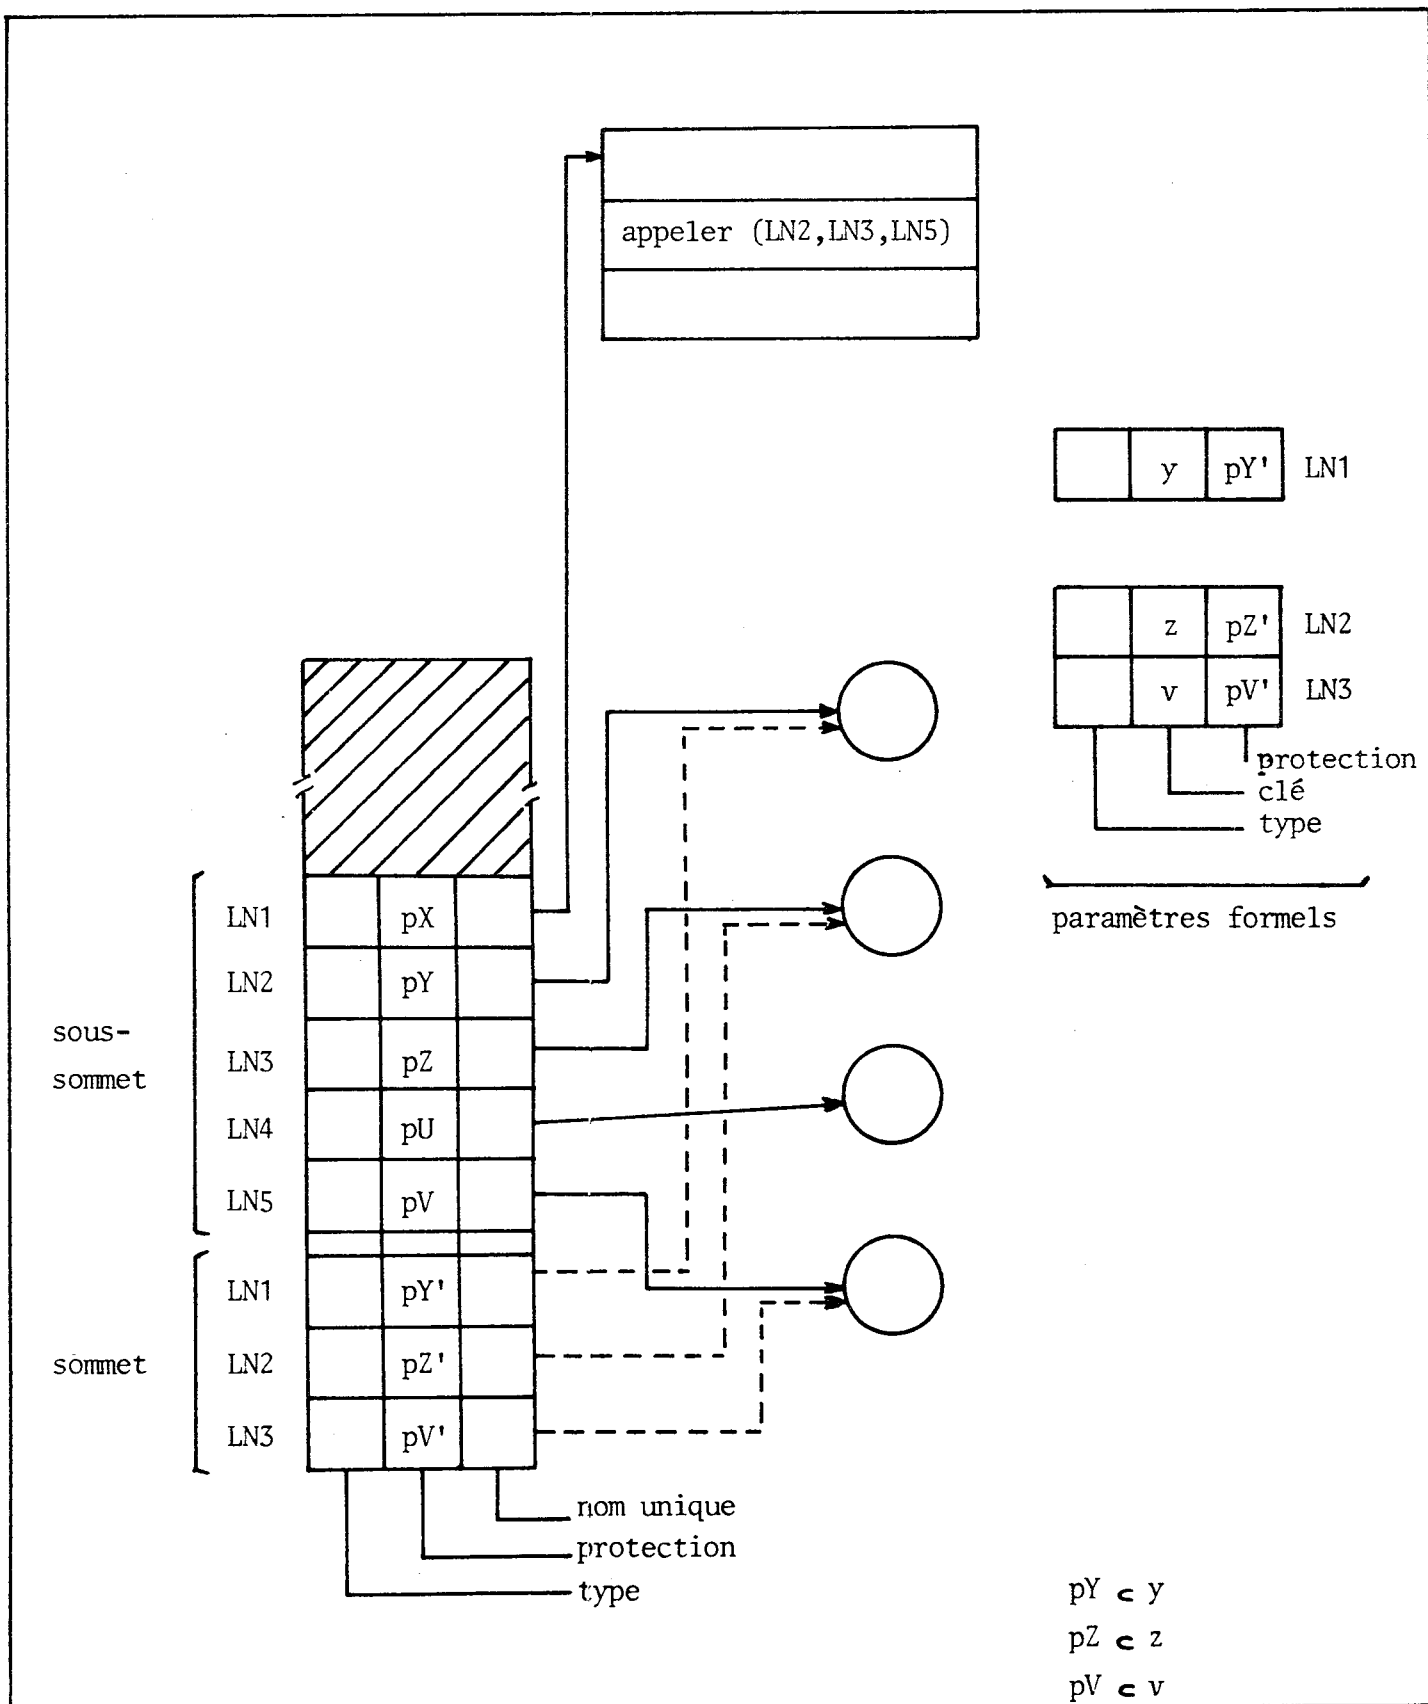 appeler (LN2,LN3,LN5)
y pY' LN1
z pZ' LN2
v pV' LN3
protection
clé
type
paramètres formels
sous-
sommet
LN1 pX
LN2 pY
LN3 pZ
LN4 pU
LN5 pV
sommet
LN1 pY'
LN2 pZ'
LN3 pV'
nom unique
protection
type
pY ⊂ y
pZ ⊂ z
pV ⊂ v